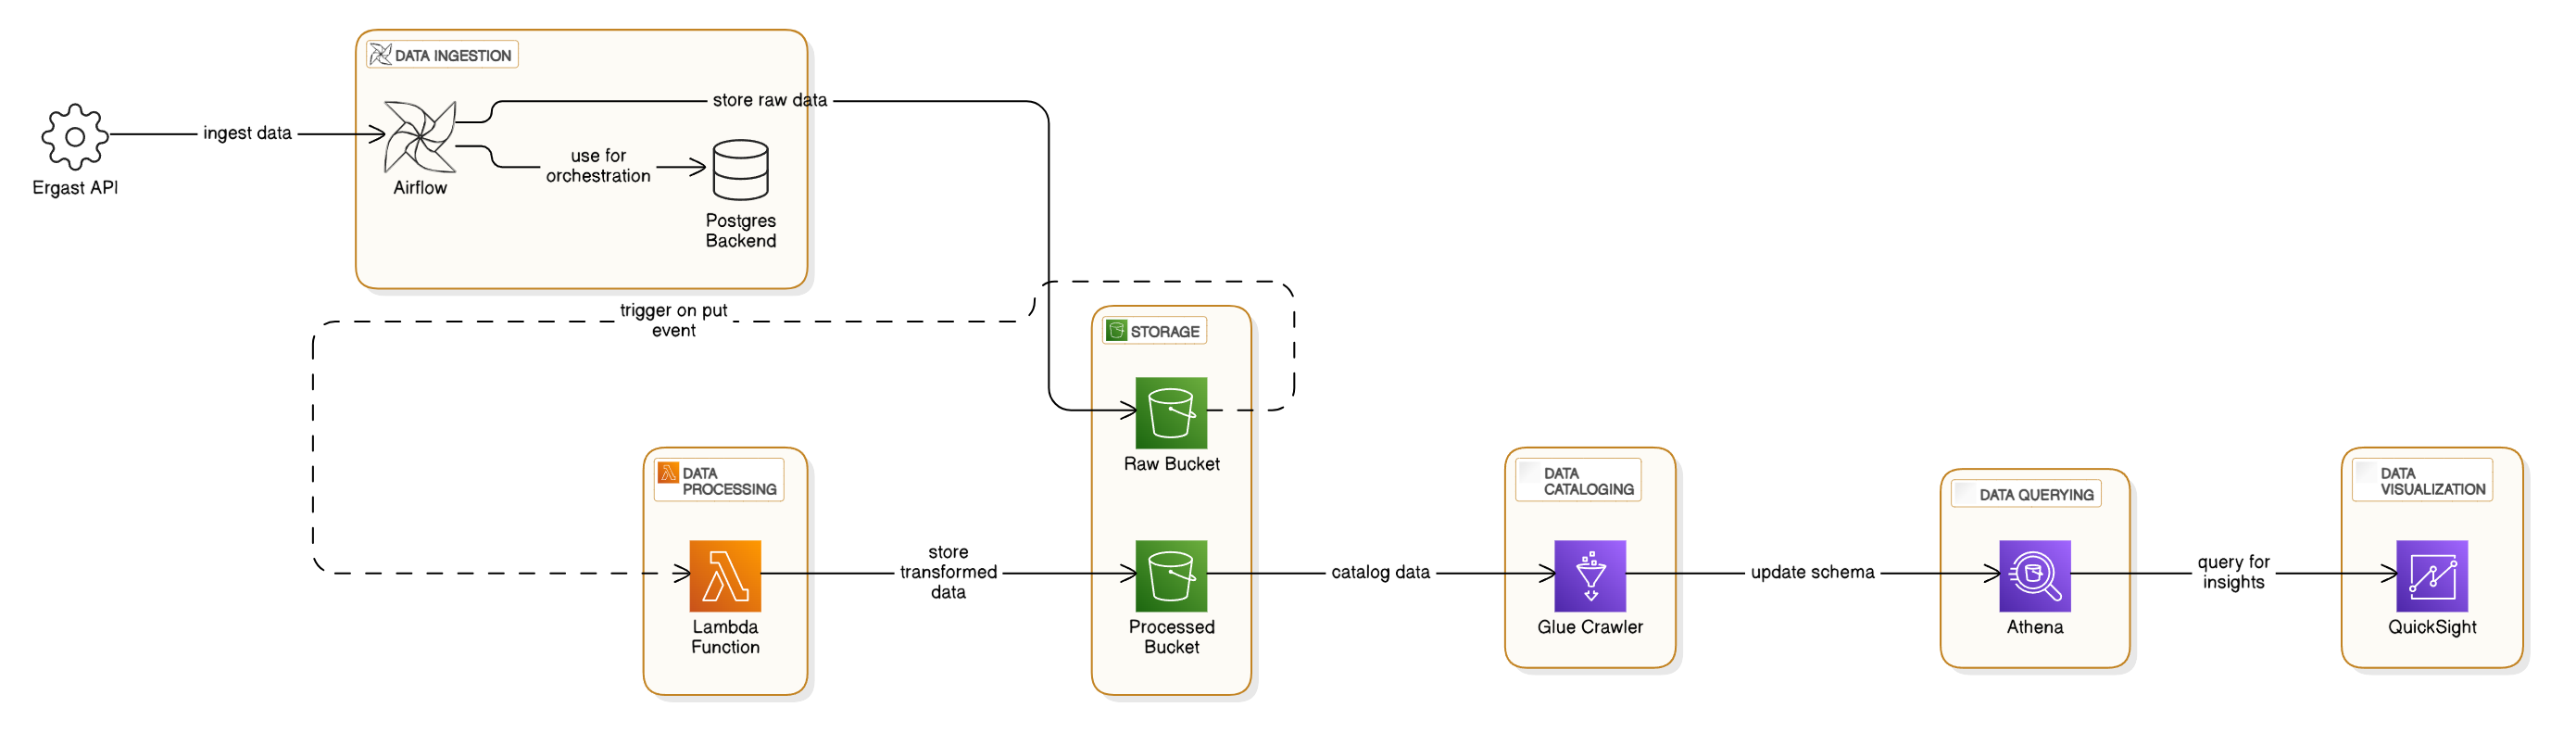 DATA INGESTION
store raw data
ingest data
use for
orchestration
Ergast API
Airflow
Postgres
Backend
trigger on put
event
STORAGE
Raw Bucket
DATA
PROCESSING
DATA
CATALOGING
DATA QUERYING
DATA
VISUALIZATION
store
transformed
data
catalog data
update schema
query for
insights
Lambda
Function
Processed
Bucket
Glue Crawler
Athena
QuickSight